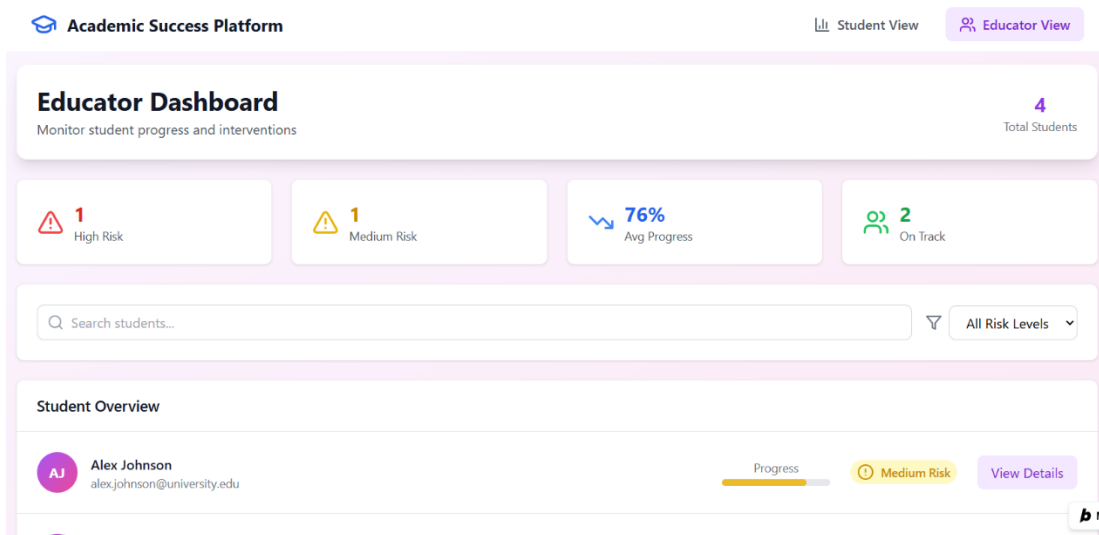 Academic Success Platform
Student View
Educator View
Educator Dashboard
Monitor student progress and interventions
4
Total Students
1
High Risk
1
Medium Risk
76%
Avg Progress
2
On Track
Search students...
All Risk Levels
Student Overview
AJ
Alex Johnson
alex.johnson@university.edu
Progress
Medium Risk
View Details
b